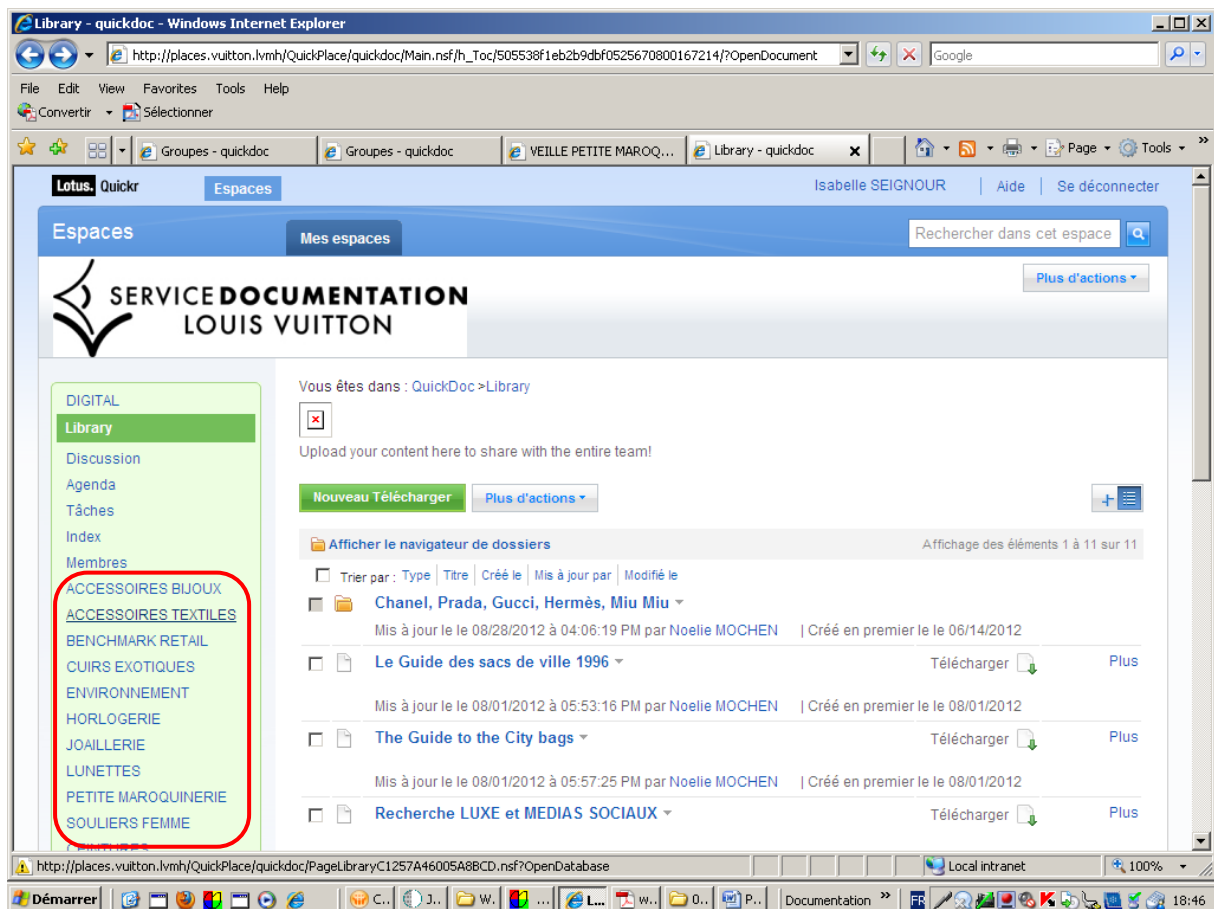 Library - quickdoc - Windows Internet Explorer
http://places.vuitton.lvmh/QuickPlace/quickdoc/Main.nsf/h_Toc/505538f1eb2b9dbf0525670800167214/?OpenDocument
Google
File Edit View Favorites Tools Help
Convertir Sélectionner
Groupes - quickdoc Groupes - quickdoc VEILLE PETITE MAROQ... Library - quickdoc Page Tools
Lotus. Quickr Espaces Isabelle SEIGNOUR | Aide | Se déconnecter
Espaces Mes espaces Rechercher dans cet espace
Plus d'actions
SERVICE DOCUMENTATION
LOUIS VUITTON
DIGITAL
Library
Discussion
Agenda
Tâches
Index
Membres
ACCESSOIRES BIJOUX
ACCESSOIRES TEXTILES
BENCHMARK RETAIL
CUIRS EXOTIQUES
ENVIRONNEMENT
HORLOGERIE
JOAILLERIE
LUNETTES
PETITE MAROQUINERIE
SOULIERS FEMME
CEINTURES
Vous êtes dans : QuickDoc >Library
Upload your content here to share with the entire team!
Nouveau Télécharger Plus d'actions
Afficher le navigateur de dossiers Affichage des éléments 1 à 11 sur 11
Trier par : Type | Titre | Créé le | Mis à jour par | Modifié le
Chanel, Prada, Gucci, Hermès, Miu Miu
Mis à jour le le 08/28/2012 à 04:06:19 PM par Noelie MOCHEN | Créé en premier le le 06/14/2012
Le Guide des sacs de ville 1996 Télécharger Plus
Mis à jour le le 08/01/2012 à 05:53:16 PM par Noelie MOCHEN | Créé en premier le le 08/01/2012
The Guide to the City bags Télécharger Plus
Mis à jour le le 08/01/2012 à 05:57:25 PM par Noelie MOCHEN | Créé en premier le le 08/01/2012
Recherche LUXE et MEDIAS SOCIAUX Télécharger Plus
http://places.vuitton.lvmh/QuickPlace/quickdoc/PageLibraryC1257A46005A8BCD.nsf?OpenDatabase Local intranet 100%
Démarrer C.. J.. W. ... L... w.. 0.. P.. Documentation » FR 18:46